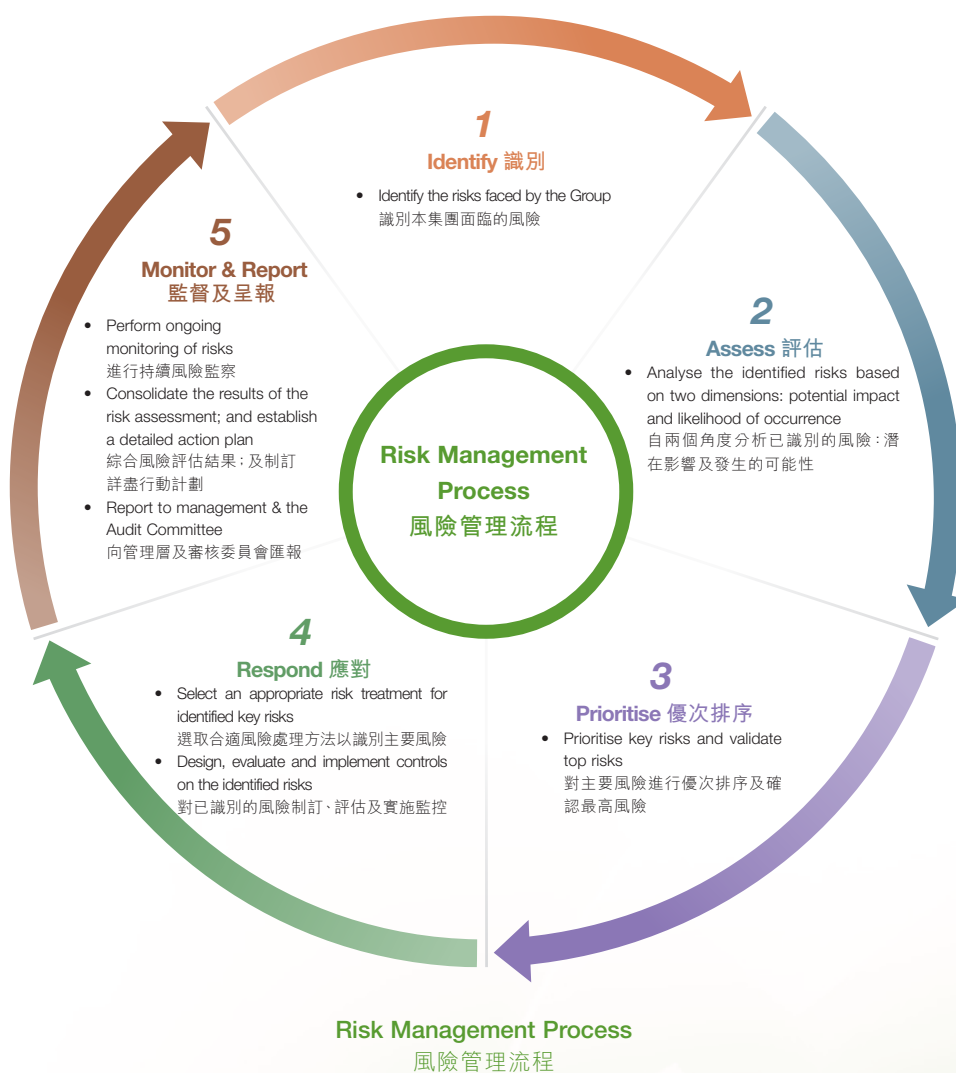 1
Identify 識別
• Identify the risks faced by the Group
識別本集團面臨的風險
2
Assess 評估
• Analyse the identified risks based
on two dimensions: potential impact
and likelihood of occurrence
自兩個角度分析已識別的風險：潛
在影響及發生的可能性
3
Prioritise 優次排序
• Prioritise key risks and validate
top risks
對主要風險進行優次排序及確
認最高風險
4
Respond 應對
• Select an appropriate risk treatment for
identified key risks
選取合適風險處理方法以識別主要風險
• Design, evaluate and implement controls
on the identified risks
對已識別的風險制訂、評估及實施監控
5
Monitor & Report
監督及呈報
• Perform ongoing
monitoring of risks
進行持續風險監察
• Consolidate the results of the
risk assessment; and establish
a detailed action plan
綜合風險評估結果；及制訂
詳盡行動計劃
• Report to management & the
Audit Committee
向管理層及審核委員會匯報
Risk Management
Process
風險管理流程
Risk Management Process
風險管理流程